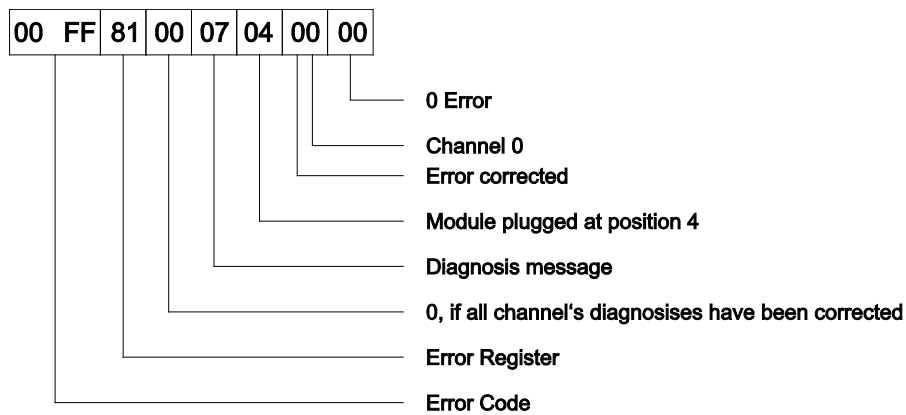 00 FF 81 00 07 04 00 00
0 Error
Channel 0
Error corrected
Module plugged at position 4
Diagnosis message
0, if all channel‘s diagnosises have been corrected
Error Register
Error Code